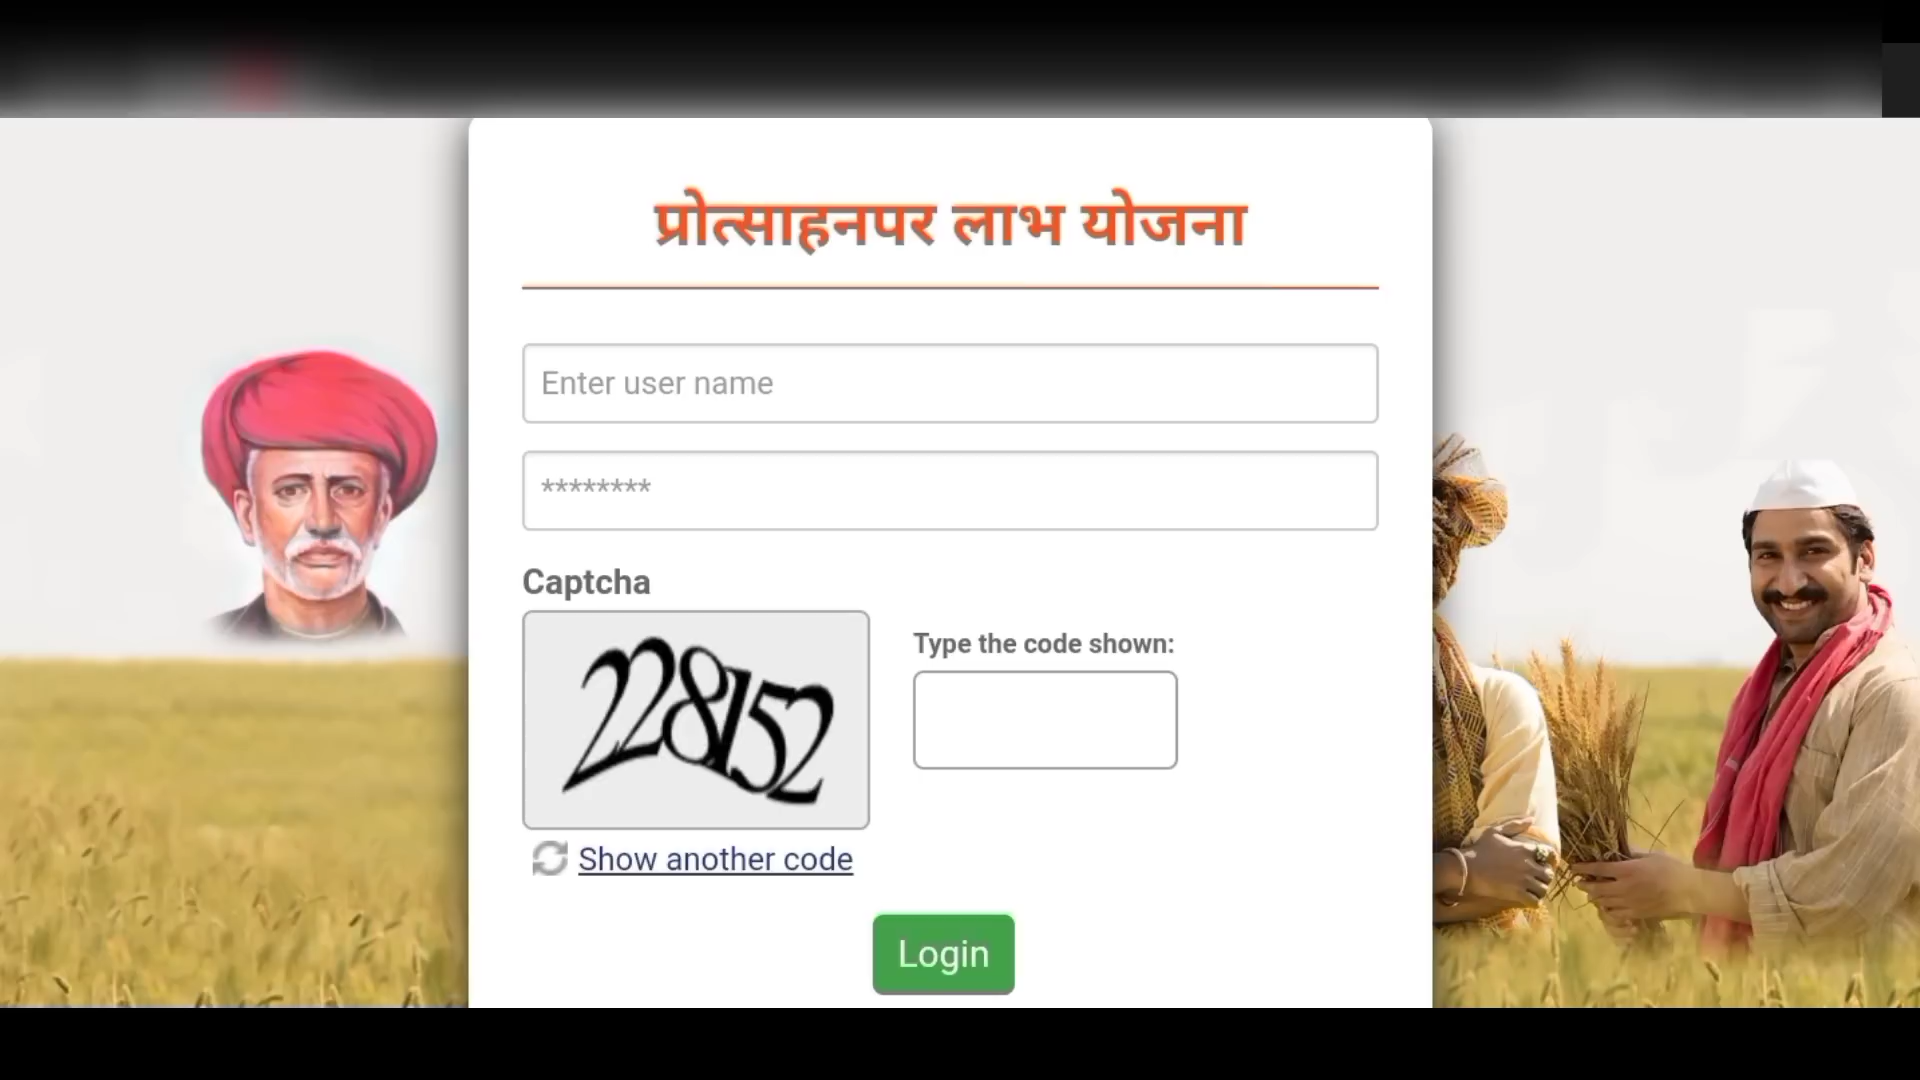 प्रोत्साहनपर लाभ योजना
Enter user name
********
Captcha
228152
Type the code shown:
Show another code
Login